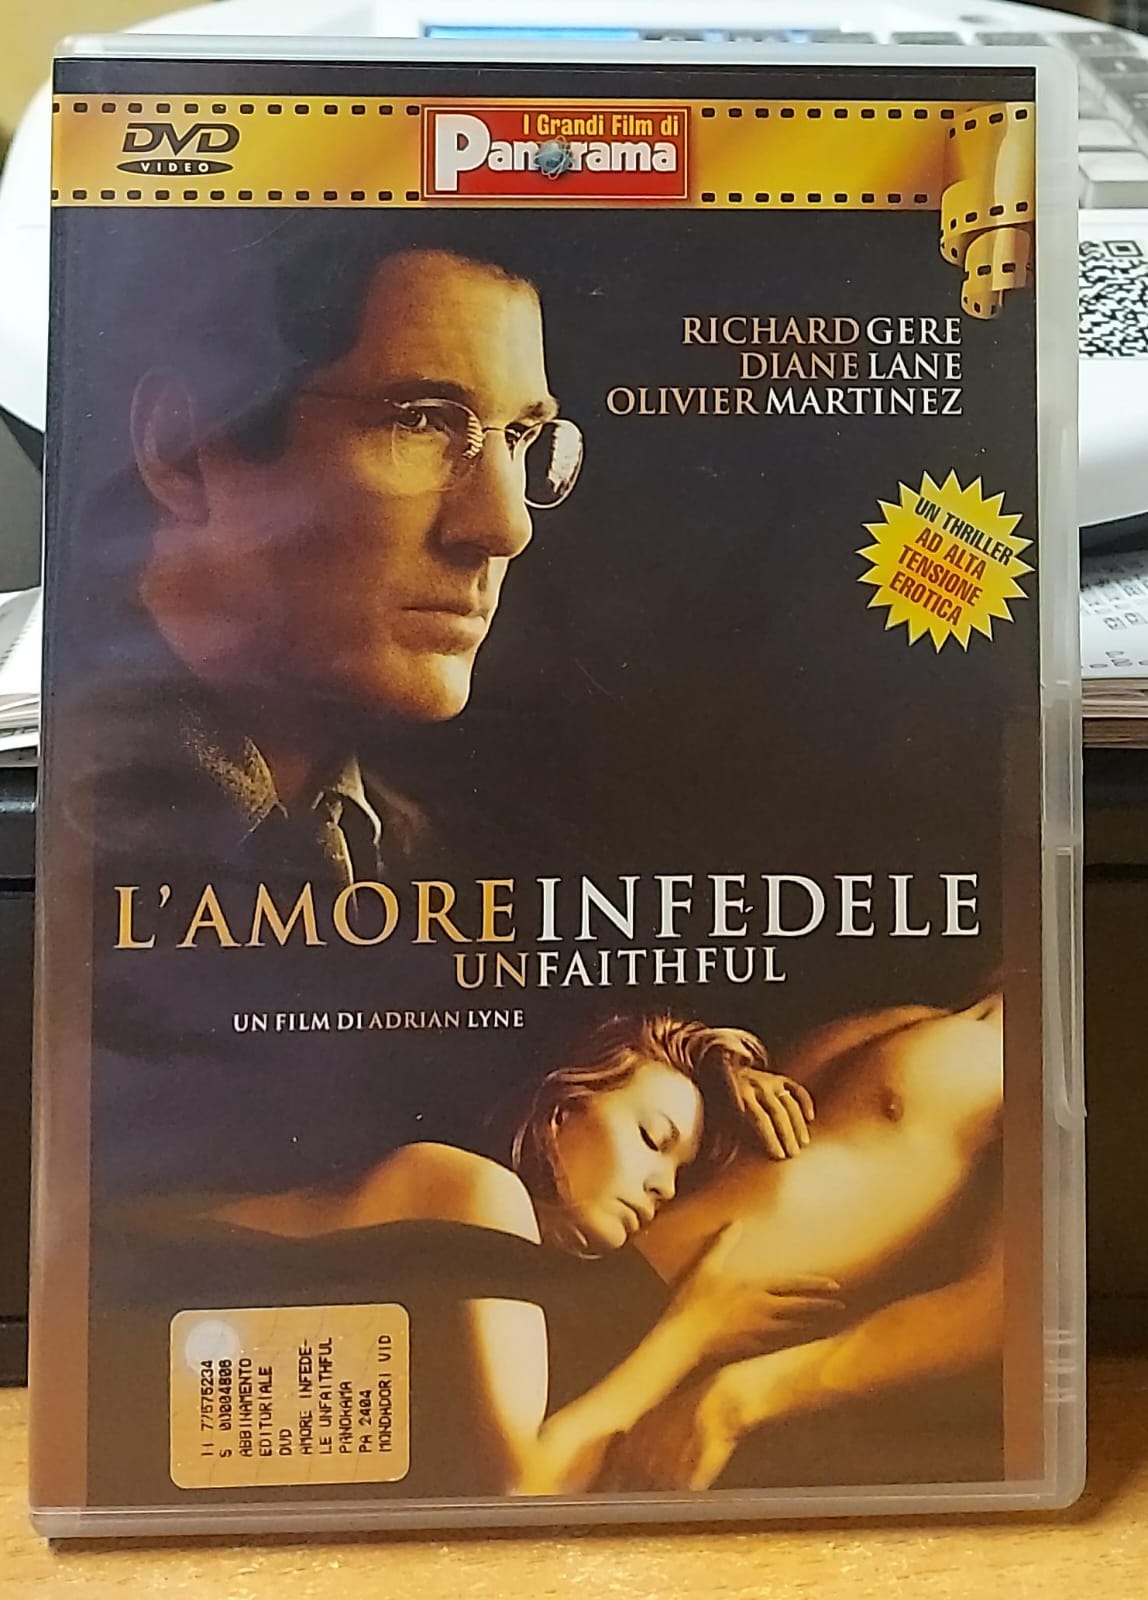 DVD
VIDEO
I Grandi Film di
Panorama
RICHARD GERE
DIANE LANE
OLIVIER MARTINEZ
UN THRILLER
AD ALTA
TENSIONE
EROTICA
L'AMORE INFEDELE
UNFAITHFUL
UN FILM DI ADRIAN LYNE
77575234
S 00004806
ABBINAMENTO
EDITORIALE
DVD
AMORE INFEDE-
LE UNFAITHFUL
PANORAMA
PA 2404
MONDADORI VID